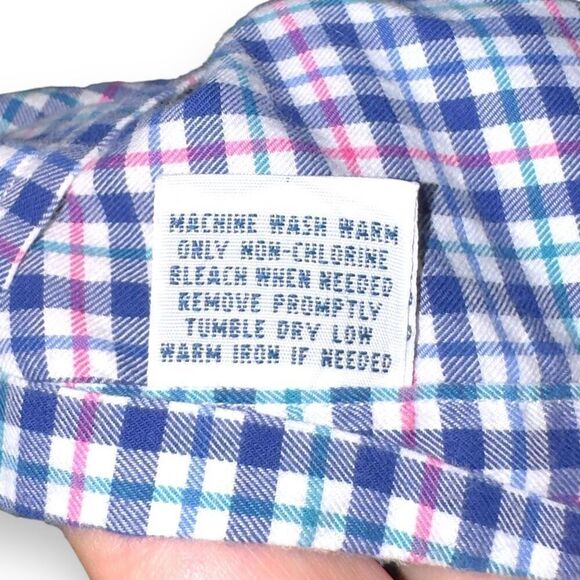 MACHINE WASH WARM
ONLY NON-CHLORINE
BLEACH WHEN NEEDED
REMOVE PROMPTLY
TUMBLE DRY LOW
WARM IRON IF NEEDED